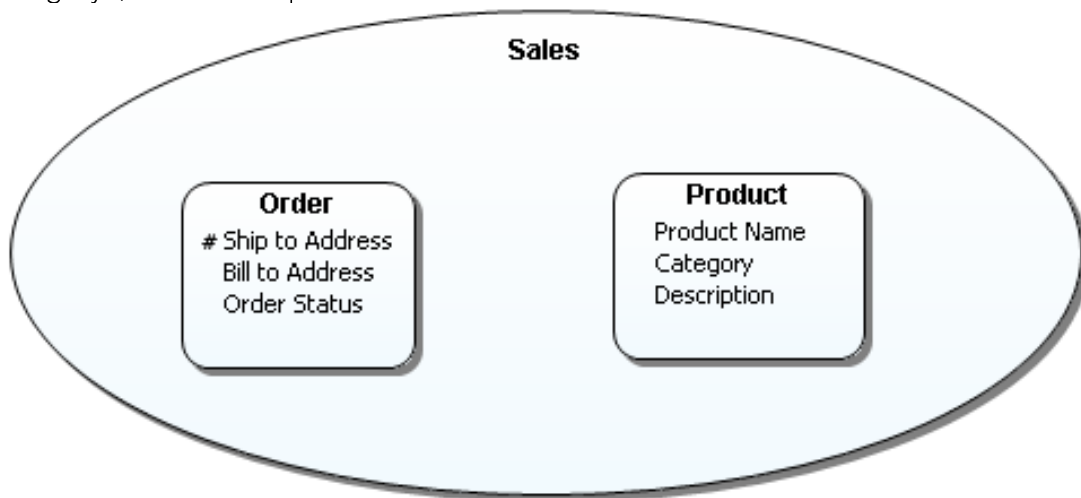 Sales
Order
# Ship to Address
Bill to Address
Order Status
Product
Product Name
Category
Description